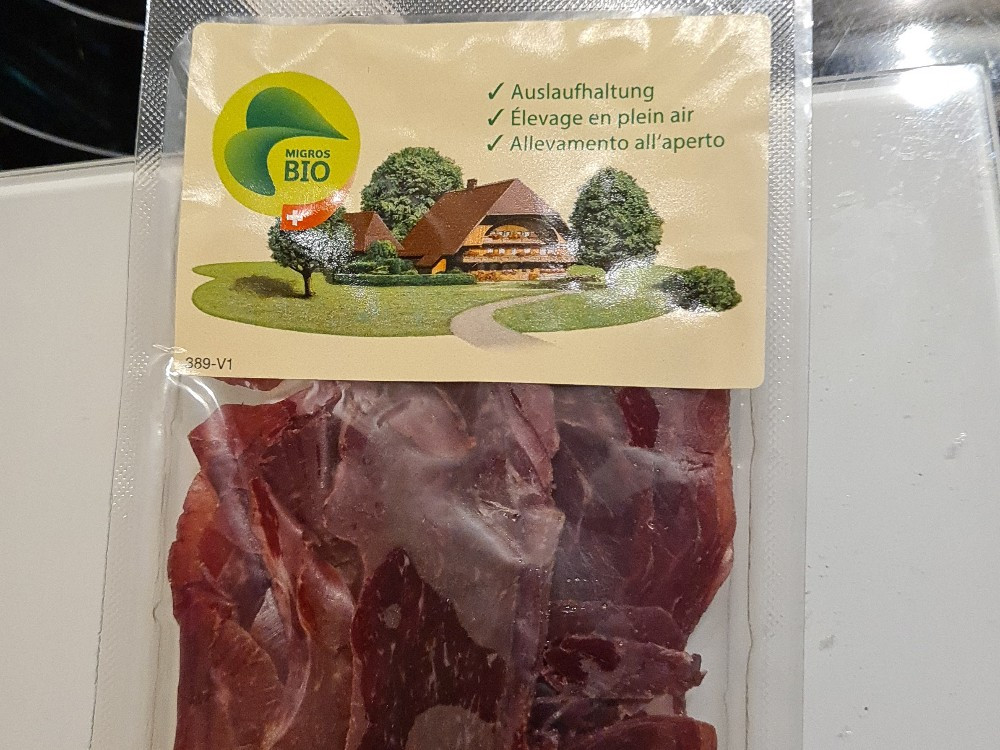 MIGROS
BIO
✓ Auslaufhaltung
✓ Élevage en plein air
✓ Allevamento all'aperto
389-V1